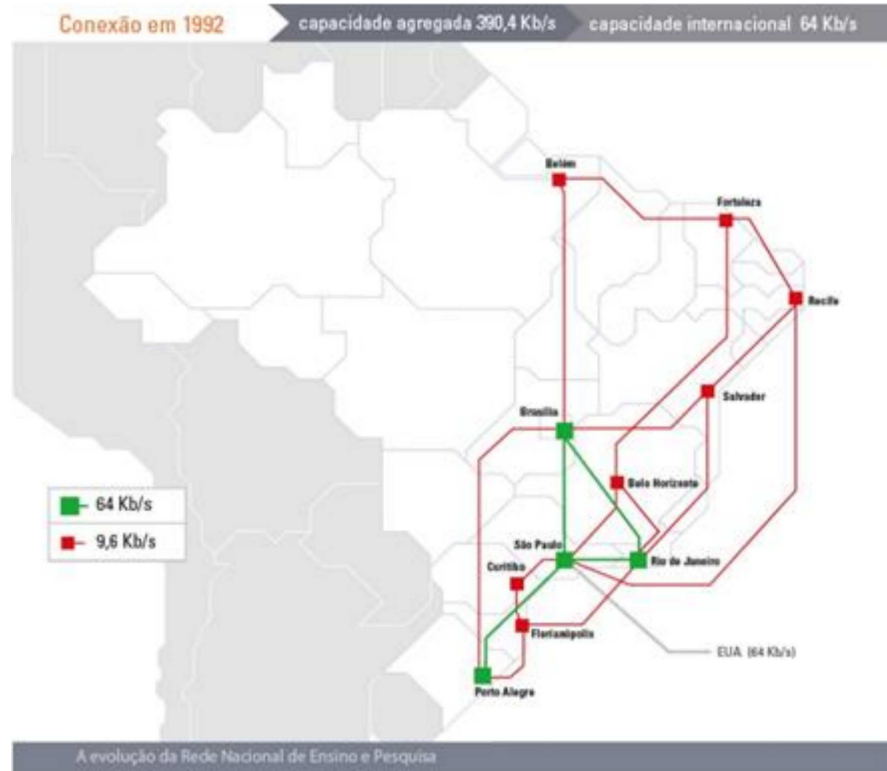 Conexão em 1992
capacidade agregada 390,4 Kb/s
capacidade internacional 64 Kb/s
Belém
Fortaleza
Recife
Salvador
Brasília
Belo Horizonte
64 Kb/s
9,6 Kb/s
São Paulo
Rio de Janeiro
Curitiba
Florianópolis
EUA (64 Kb/s)
Porto Alegre
A evolução da Rede Nacional de Ensino e Pesquisa